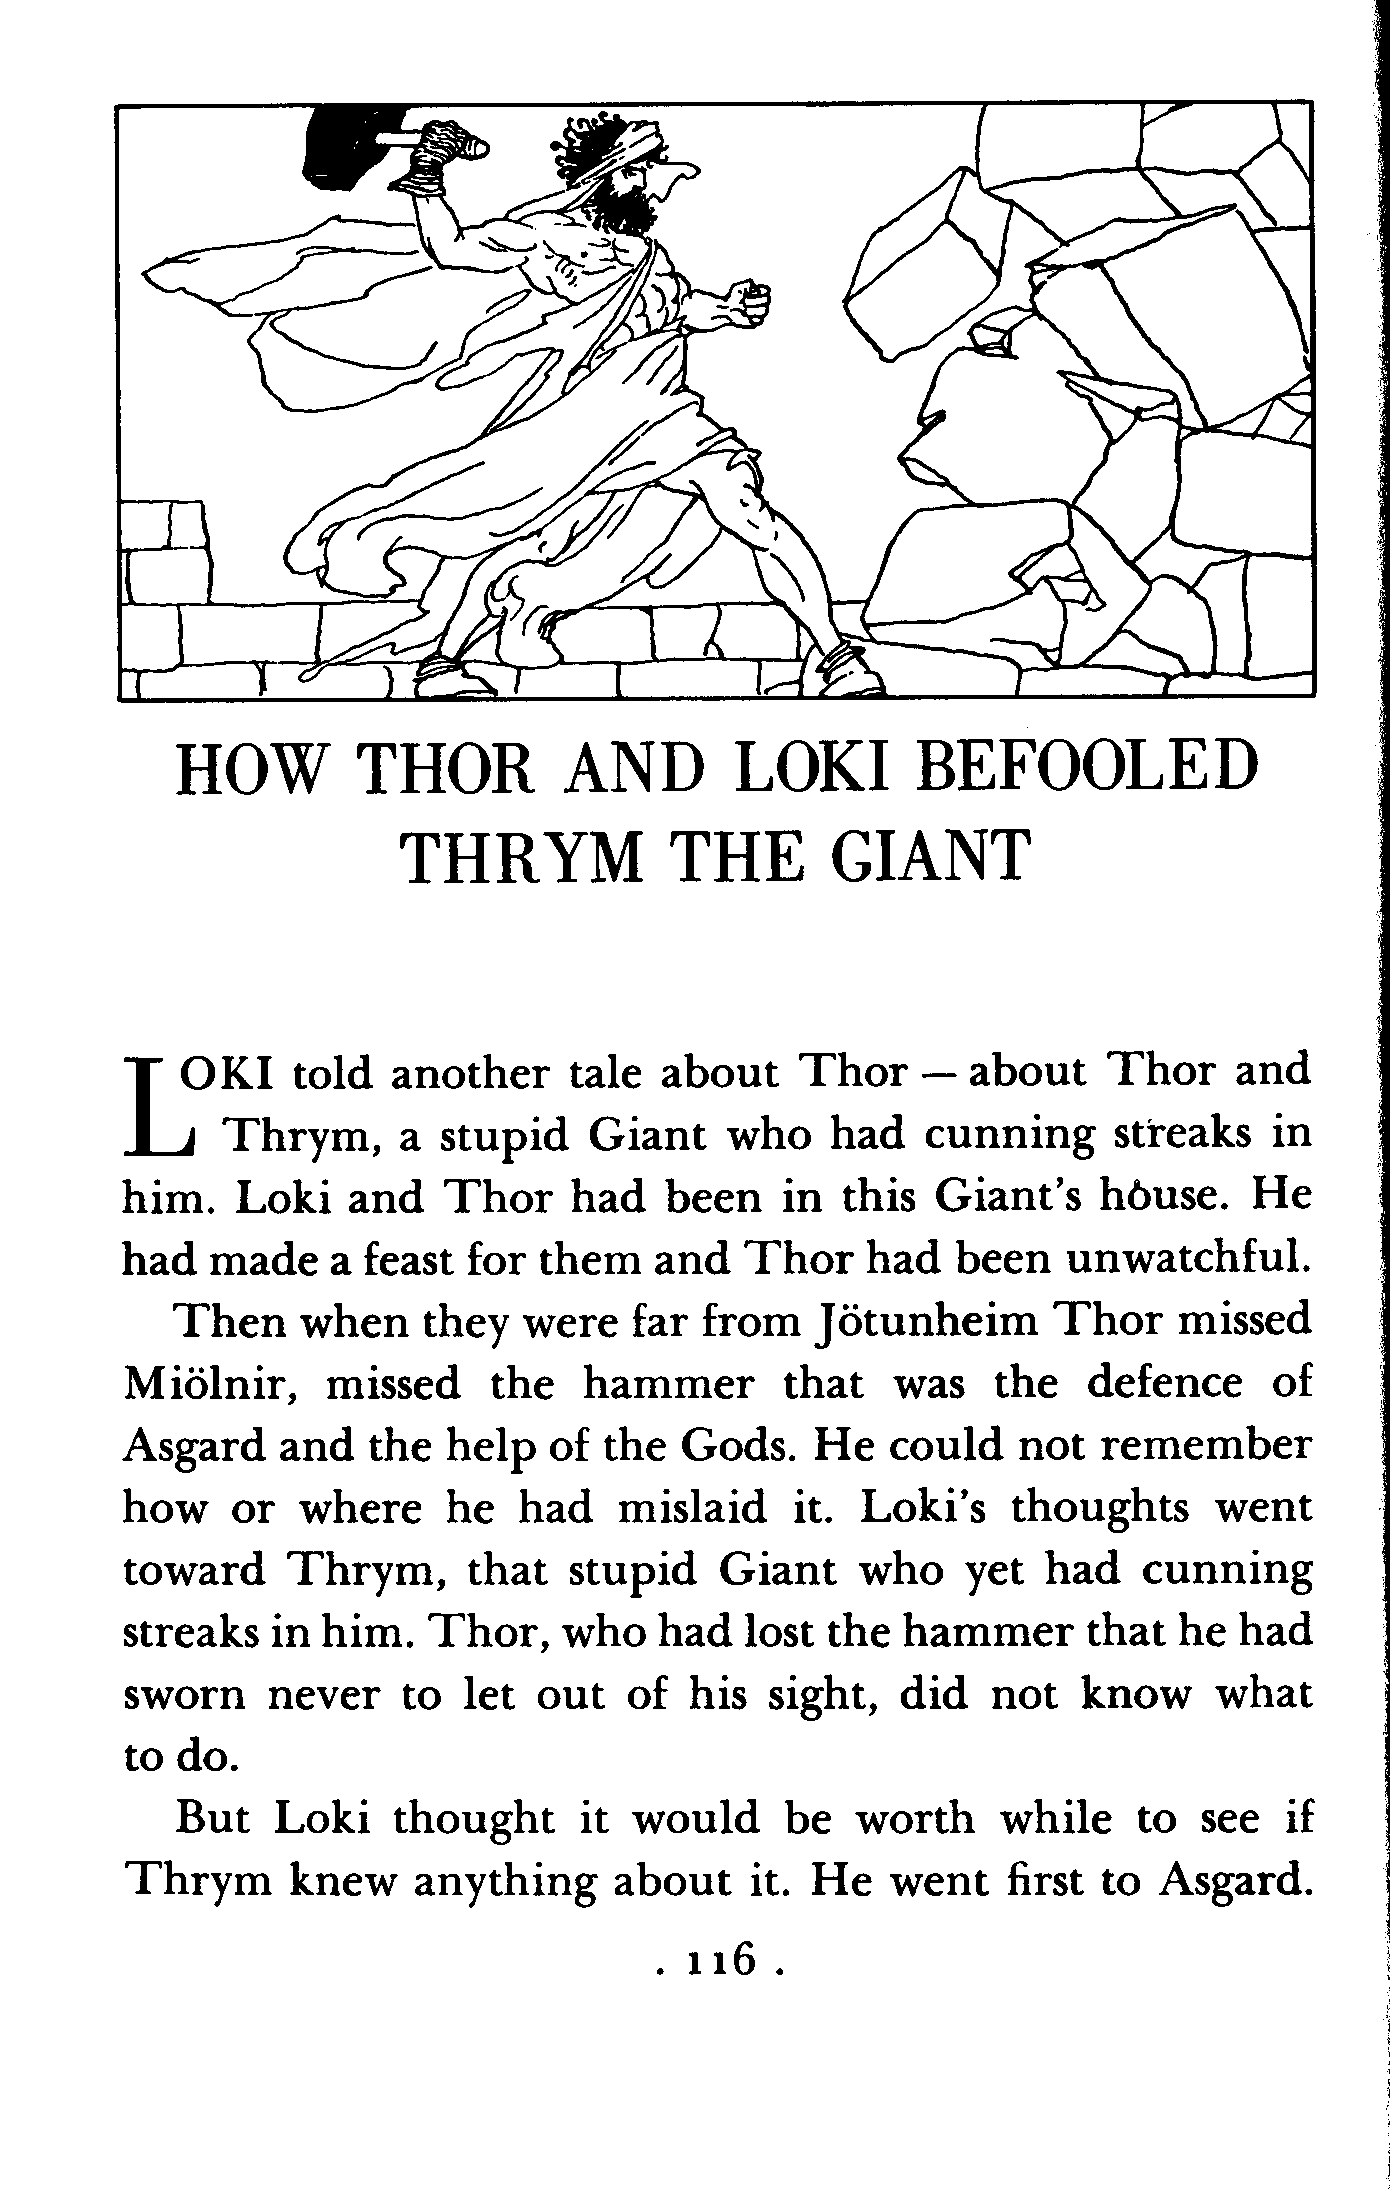 HOW THOR AND LOKI BEFOOLED
THRYM THE GIANT
LOKI told another tale about Thor — about Thor and
Thrym, a stupid Giant who had cunning streaks in
him. Loki and Thor had been in this Giant's house. He
had made a feast for them and Thor had been unwatchful.
Then when they were far from Jötunheim Thor missed
Miölnir, missed the hammer that was the defence of
Asgard and the help of the Gods. He could not remember
how or where he had mislaid it. Loki's thoughts went
toward Thrym, that stupid Giant who yet had cunning
streaks in him. Thor, who had lost the hammer that he had
sworn never to let out of his sight, did not know what
to do.
But Loki thought it would be worth while to see if
Thrym knew anything about it. He went first to Asgard.
. 116 .